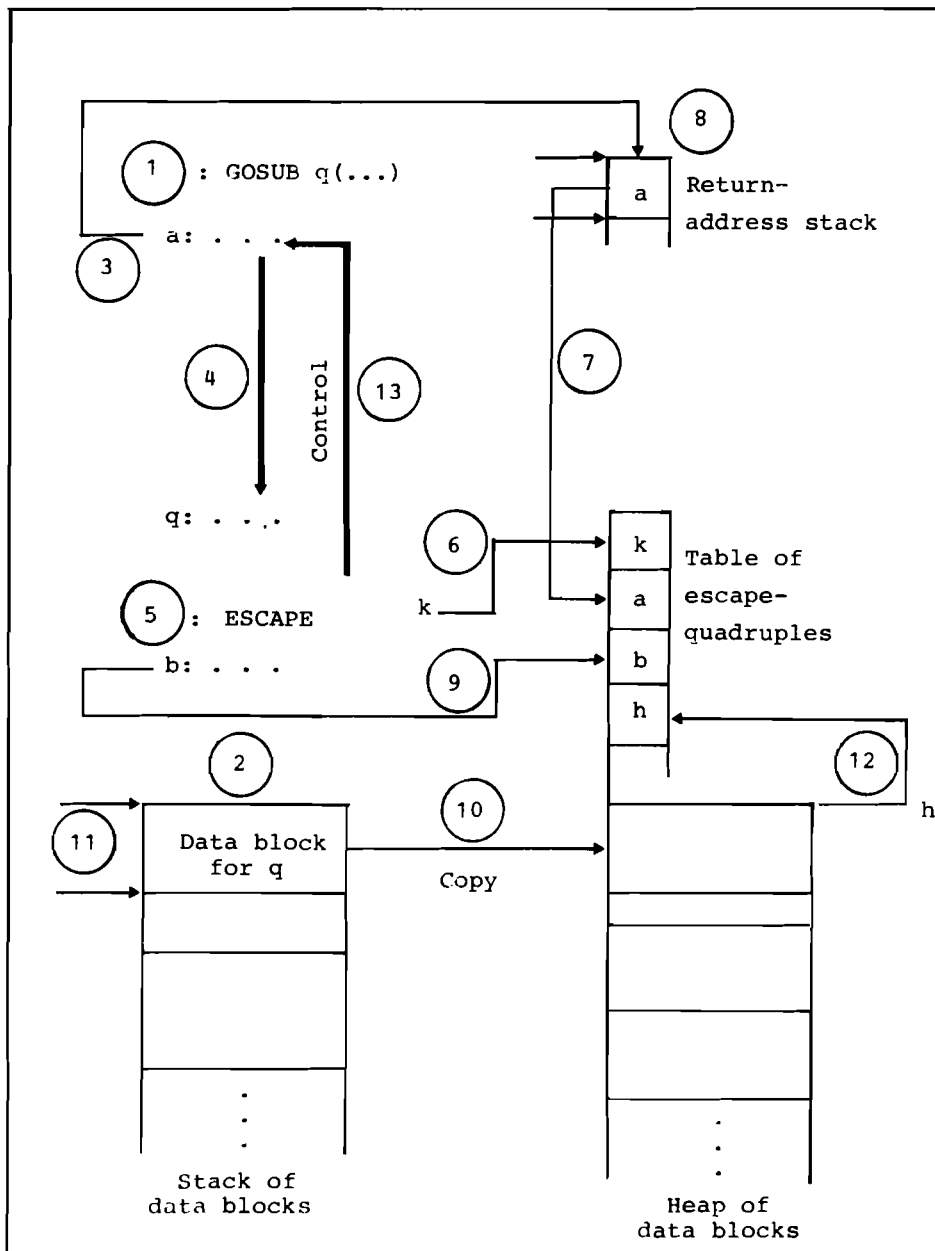 8
1 : GOSUB q(...)
a
Return-
address stack
a: . . .
3
4
13
Control
7
q: . . .
6
k
Table of
escape-
quadruples
a
5 : ESCAPE
k
b: . . .
9
b
h
2
12
10
h
11
Data block
for q
Copy
Stack of
data blocks
Heap of
data blocks